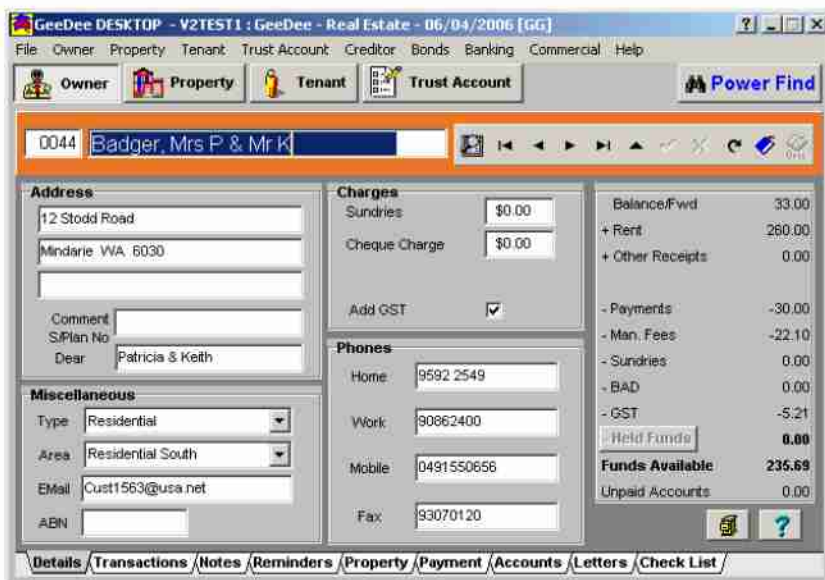 GeeDee DESKTOP - V2TEST1 : GeeDee - Real Estate - 06/04/2006 [GG]
File Owner Property Tenant Trust Account Creditor Bonds Banking Commercial Help
Owner Property Tenant Trust Account Power Find
0044 Badger, Mrs P & Mr K
Address
12 Stodd Road
Mindarie WA 6030
Comment
S/Plan No
Dear Patricia & Keith
Miscellaneous
Type Residential
Area Residential South
EMail Cust1563@usa.net
ABN
Charges
Sundries $0.00
Cheque Charge $0.00
Add GST
Phones
Home 9592 2549
Work 90862400
Mobile 0491550656
Fax 93070120
Balance/Fwd 33.00
+ Rent 260.00
+ Other Receipts 0.00
- Payments -30.00
- Man. Fees -22.10
- Sundries 0.00
- BAD 0.00
- GST -5.21
- Held Funds 0.00
Funds Available 235.69
Unpaid Accounts 0.00
Details Transactions Notes Reminders Property Payment Accounts Letters Check List